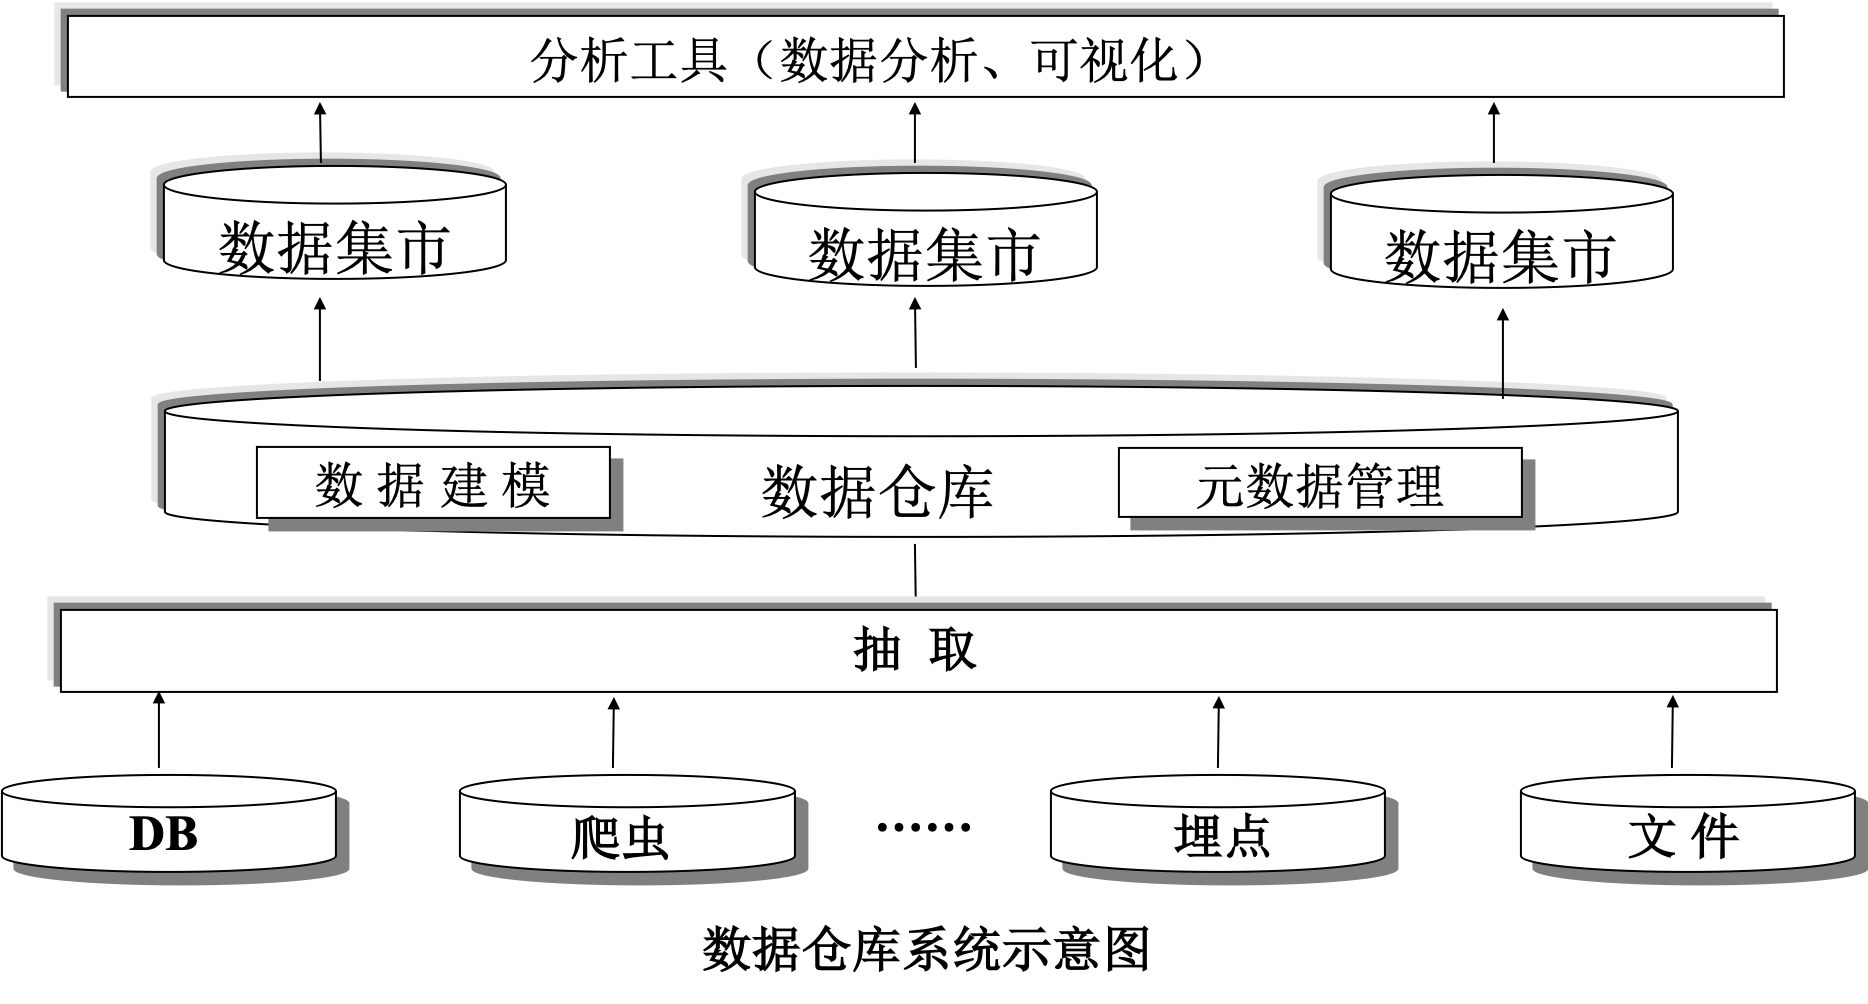 分析工具（数据分析、可视化）
数据集市
数据集市
数据集市
数 据 建 模
数据仓库
元数据管理
抽 取
DB
爬虫
······
埋点
文 件
数据仓库系统示意图